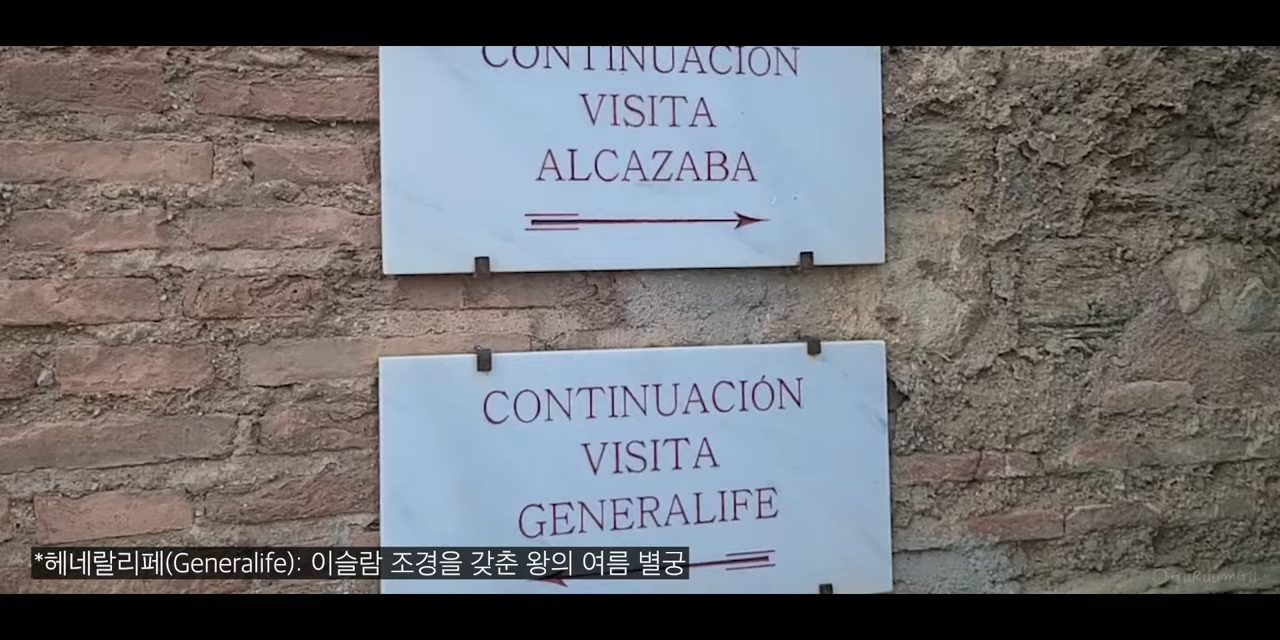 CONTINUACIÓN
VISITA
ALCAZABA
CONTINUACIÓN
VISITA
GENERALIFE
*헤네랄리페(Generalife): 이슬람 조경을 갖춘 왕의 여름 별궁